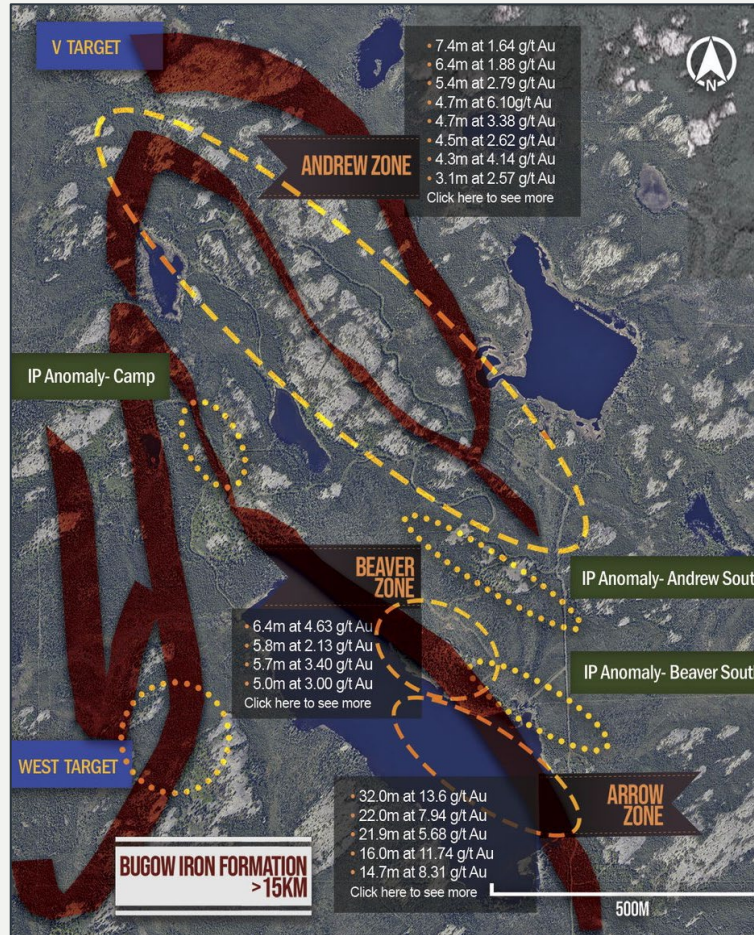 V TARGET
• 7.4m at 1.64 g/t Au
• 6.4m at 1.88 g/t Au
• 5.4m at 2.79 g/t Au
• 4.7m at 6.10g/t Au
• 4.7m at 3.38 g/t Au
• 4.5m at 2.62 g/t Au
• 4.3m at 4.14 g/t Au
• 3.1m at 2.57 g/t Au
Click here to see more
N
ANDREW ZONE
IP Anomaly- Camp
BEAVER
ZONE
IP Anomaly- Andrew Sout
• 6.4m at 4.63 g/t Au
• 5.8m at 2.13 g/t Au
• 5.7m at 3.40 g/t Au
• 5.0m at 3.00 g/t Au
Click here to see more
IP Anomaly- Beaver South
WEST TARGET
ARROW
ZONE
• 32.0m at 13.6 g/t Au
• 22.0m at 7.94 g/t Au
• 21.9m at 5.68 g/t Au
• 16.0m at 11.74 g/t Au
• 14.7m at 8.31 g/t Au
Click here to see more
BUGOW IRON FORMATION
>15KM
500M